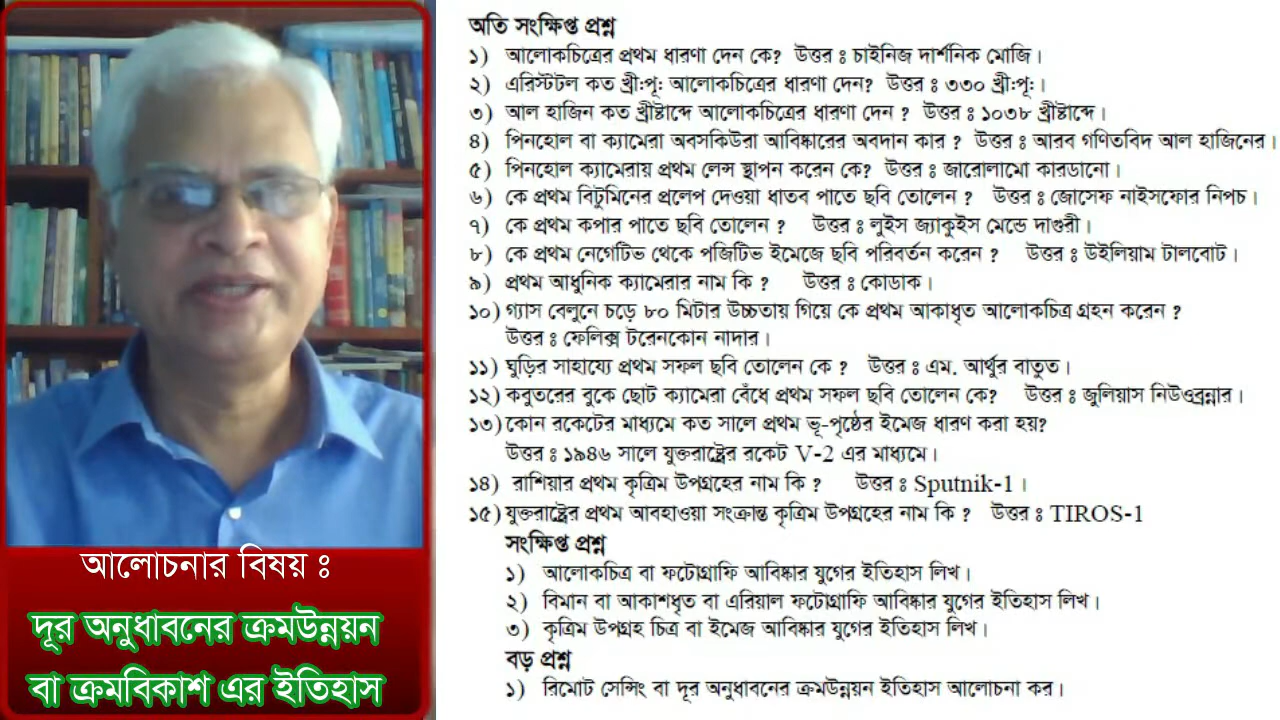 অতি সংক্ষিপ্ত প্রশ্ন
১) আলোকচিত্রের প্রথম ধারণা দেন কে? উত্তর ঃ চাইনিজ দার্শনিক মোজি।
২) এরিস্টটল কত খ্রী:পূ: আলোকচিত্রের ধারণা দেন? উত্তর ঃ ৩৩০ খ্রী:পূ:।
৩) আল হাজিন কত খ্রীষ্টাব্দে আলোকচিত্রের ধারণা দেন ? উত্তর ঃ ১০৩৮ খ্রীষ্টাব্দে।
৪) পিনহোল বা ক্যামেরা অবসকিউরা আবিষ্কারের অবদান কার ? উত্তর ঃ আরব গণিতবিদ আল হাজিনের।
৫) পিনহোল ক্যামেরায় প্রথম লেন্স স্থাপন করেন কে? উত্তর ঃ জারোলামো কারডানো।
৬) কে প্রথম বিটুমিনের প্রলেপ দেওয়া ধাতব পাতে ছবি তোলেন ? উত্তর ঃ জোসেফ নাইসফোর নিপচ।
৭) কে প্রথম কপার পাতে ছবি তোলেন ? উত্তর ঃ লুইস জ্যাকুইস মেন্ডে দাগুরী।
৮) কে প্রথম নেগেটিভ থেকে পজিটিভ ইমেজে ছবি পরিবর্তন করেন ? উত্তর ঃ উইলিয়াম টালবোট।
৯) প্রথম আধুনিক ক্যামেরার নাম কি ? উত্তর ঃ কোডাক।
১০) গ্যাস বেলুনে চড়ে ৮০ মিটার উচ্চতায় গিয়ে কে প্রথম আকাধৃত আলোকচিত্র গ্রহন করেন ?
উত্তর ঃ ফেলিক্স টরেনকোন নাদার।
১১) ঘুড়ির সাহায্যে প্রথম সফল ছবি তোলেন কে ? উত্তর ঃ এম. আর্থুর বাতুত।
১২) কবুতরের বুকে ছোট ক্যামেরা বেঁধে প্রথম সফল ছবি তোলেন কে? উত্তর ঃ জুলিয়াস নিউওব্রন্নার।
১৩) কোন রকেটের মাধ্যমে কত সালে প্রথম ভূ-পৃষ্ঠের ইমেজ ধারণ করা হয়?
উত্তর ঃ ১৯৪৬ সালে যুক্তরাষ্ট্রের রকেট V-2 এর মাধ্যমে।
১৪) রাশিয়ার প্রথম কৃত্রিম উপগ্রহের নাম কি ? উত্তর ঃ Sputnik-1।
১৫) যুক্তরাষ্ট্রের প্রথম আবহাওয়া সংক্রান্ত কৃত্রিম উপগ্রহের নাম কি ? উত্তর ঃ TIROS-1
সংক্ষিপ্ত প্রশ্ন
১) আলোকচিত্র বা ফটোগ্রাফি আবিষ্কার যুগের ইতিহাস লিখ।
২) বিমান বা আকাশধৃত বা এরিয়াল ফটোগ্রাফি আবিষ্কার যুগের ইতিহাস লিখ।
৩) কৃত্রিম উপগ্রহ চিত্র বা ইমেজ আবিষ্কার যুগের ইতিহাস লিখ।
বড় প্রশ্ন
১) রিমোট সেন্সিং বা দূর অনুধাবনের ক্রমউন্নয়ন ইতিহাস আলোচনা কর।
আলোচনার বিষয় ঃ
দূর অনুধাবনের ক্রমউন্নয়ন
বা ক্রমবিকাশ এর ইতিহাস